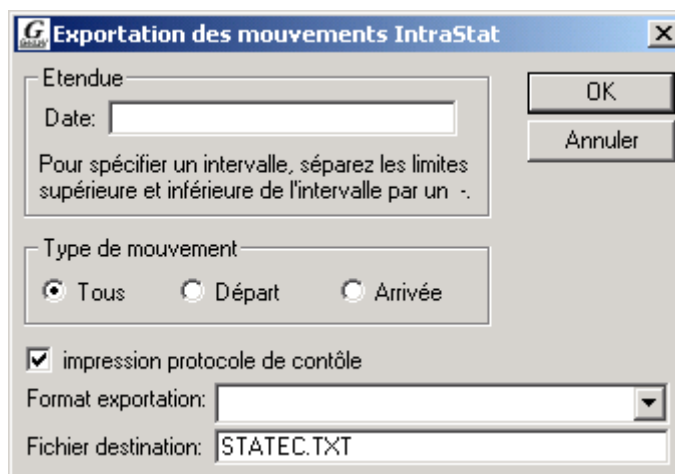 Exportation des mouvements IntraStat
Etendue
OK
Date:
Annuler
Pour spécifier un intervalle, séparez les limites
supérieure et inférieure de l'intervalle par un -.
Type de mouvement
Tous Départ Arrivée
impression protocole de contôle
Format exportation:
Fichier destination: STATEC.TXT